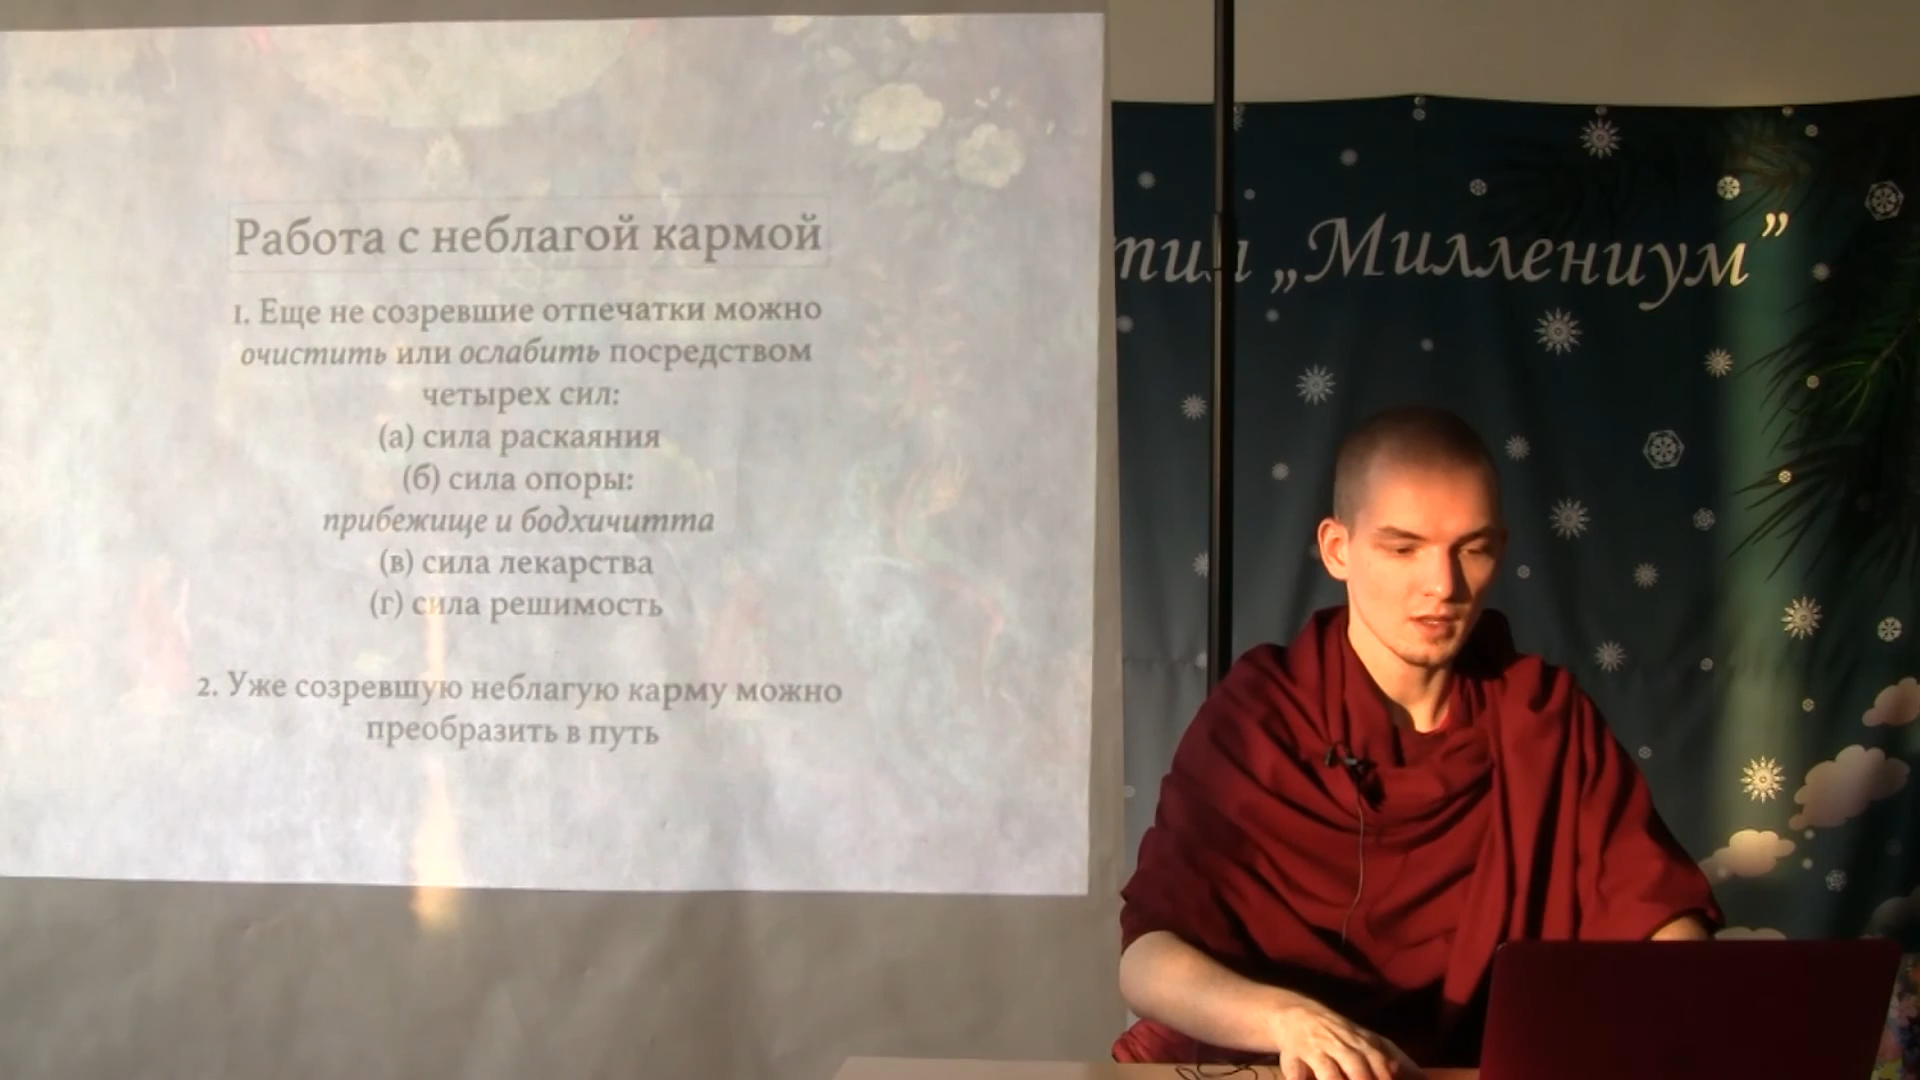 Работа с неблагой кармой
1. Еще не созревшие отпечатки можно
очистить или ослабить посредством
четырех сил:
(а) сила раскаяния
(б) сила опоры:
прибежище и бодхичитта
(в) сила лекарства
(г) сила решимость
2. Уже созревшую неблагую карму можно
преобразить в путь
„Миллениум”